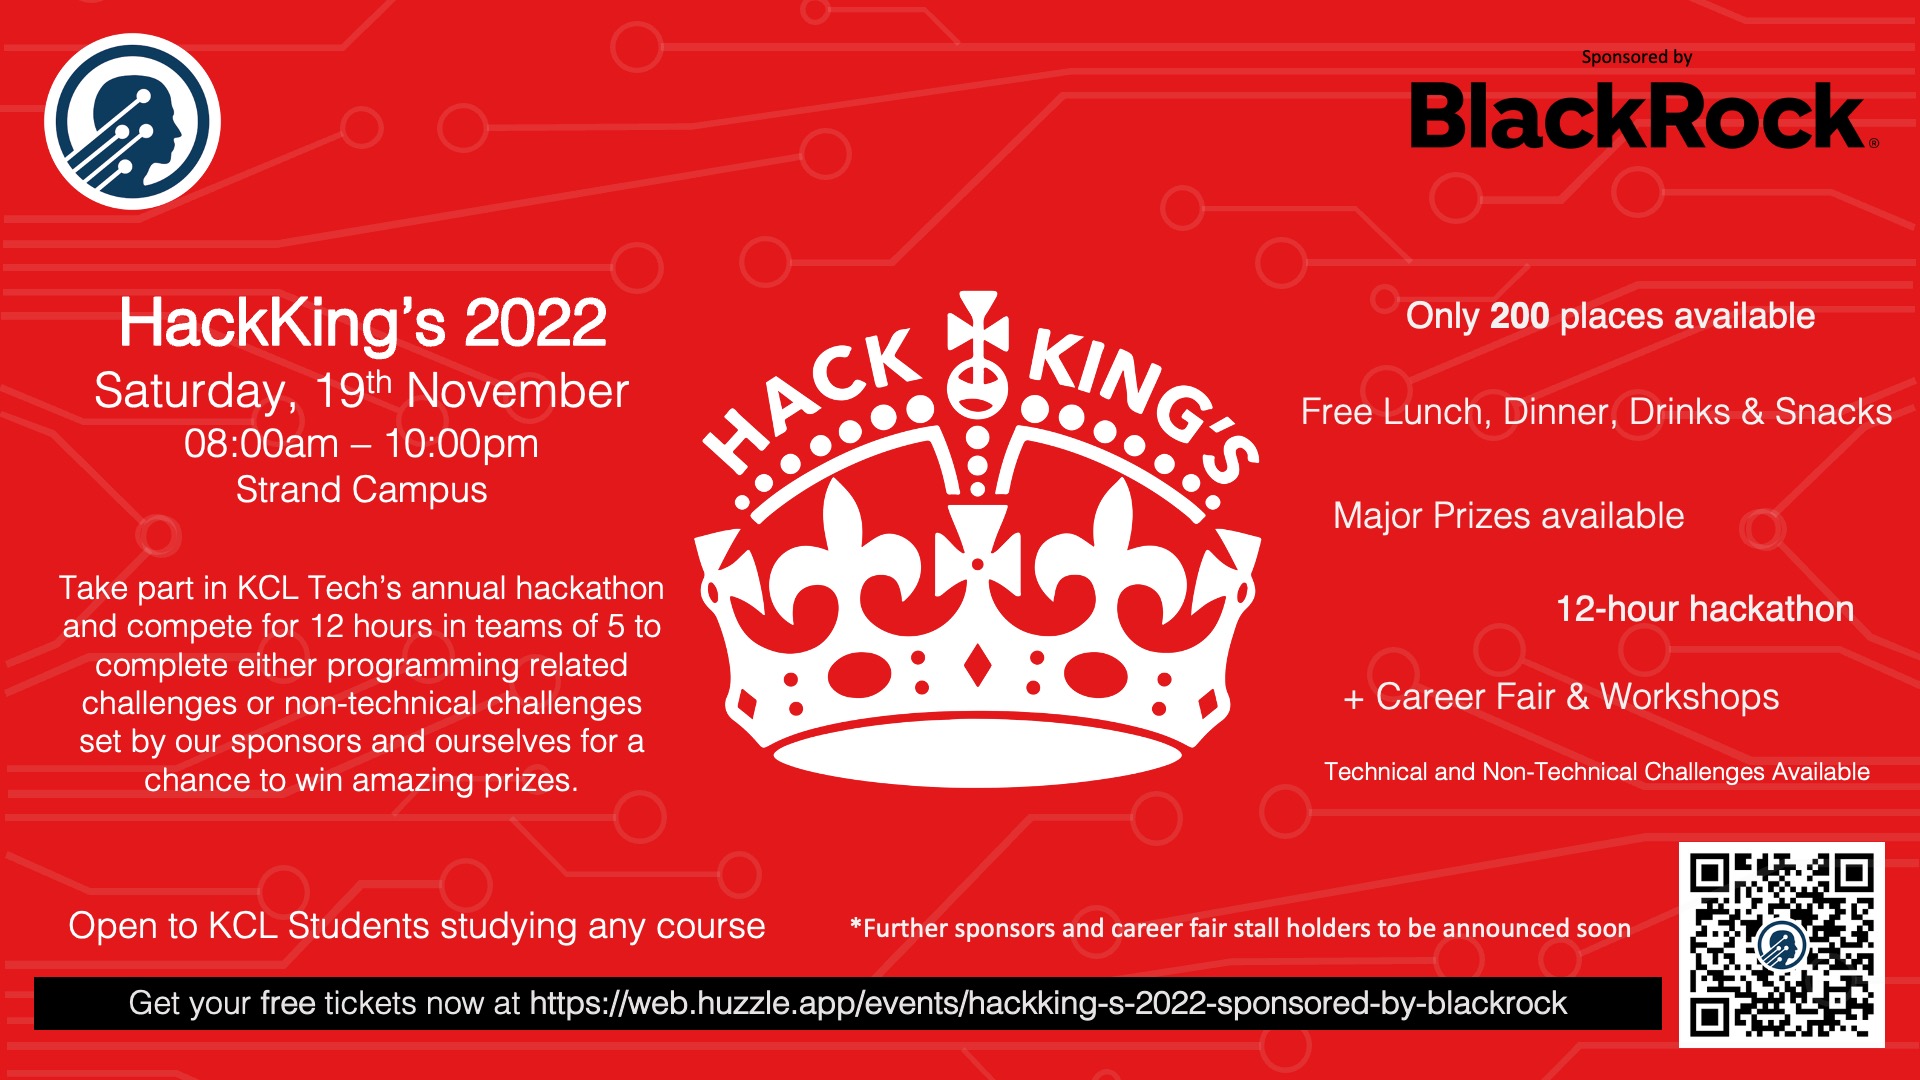 Sponsored by
BlackRock®
HackKing’s 2022
Saturday, 19th November
08:00am – 10:00pm
Strand Campus
Take part in KCL Tech’s annual hackathon
and compete for 12 hours in teams of 5 to
complete either programming related
challenges or non-technical challenges
set by our sponsors and ourselves for a
chance to win amazing prizes.
HACK KING’S
Only 200 places available
Free Lunch, Dinner, Drinks & Snacks
Major Prizes available
12-hour hackathon
+ Career Fair & Workshops
Technical and Non-Technical Challenges Available
Open to KCL Students studying any course
*Further sponsors and career fair stall holders to be announced soon
Get your free tickets now at https://web.huzzle.app/events/hackking-s-2022-sponsored-by-blackrock